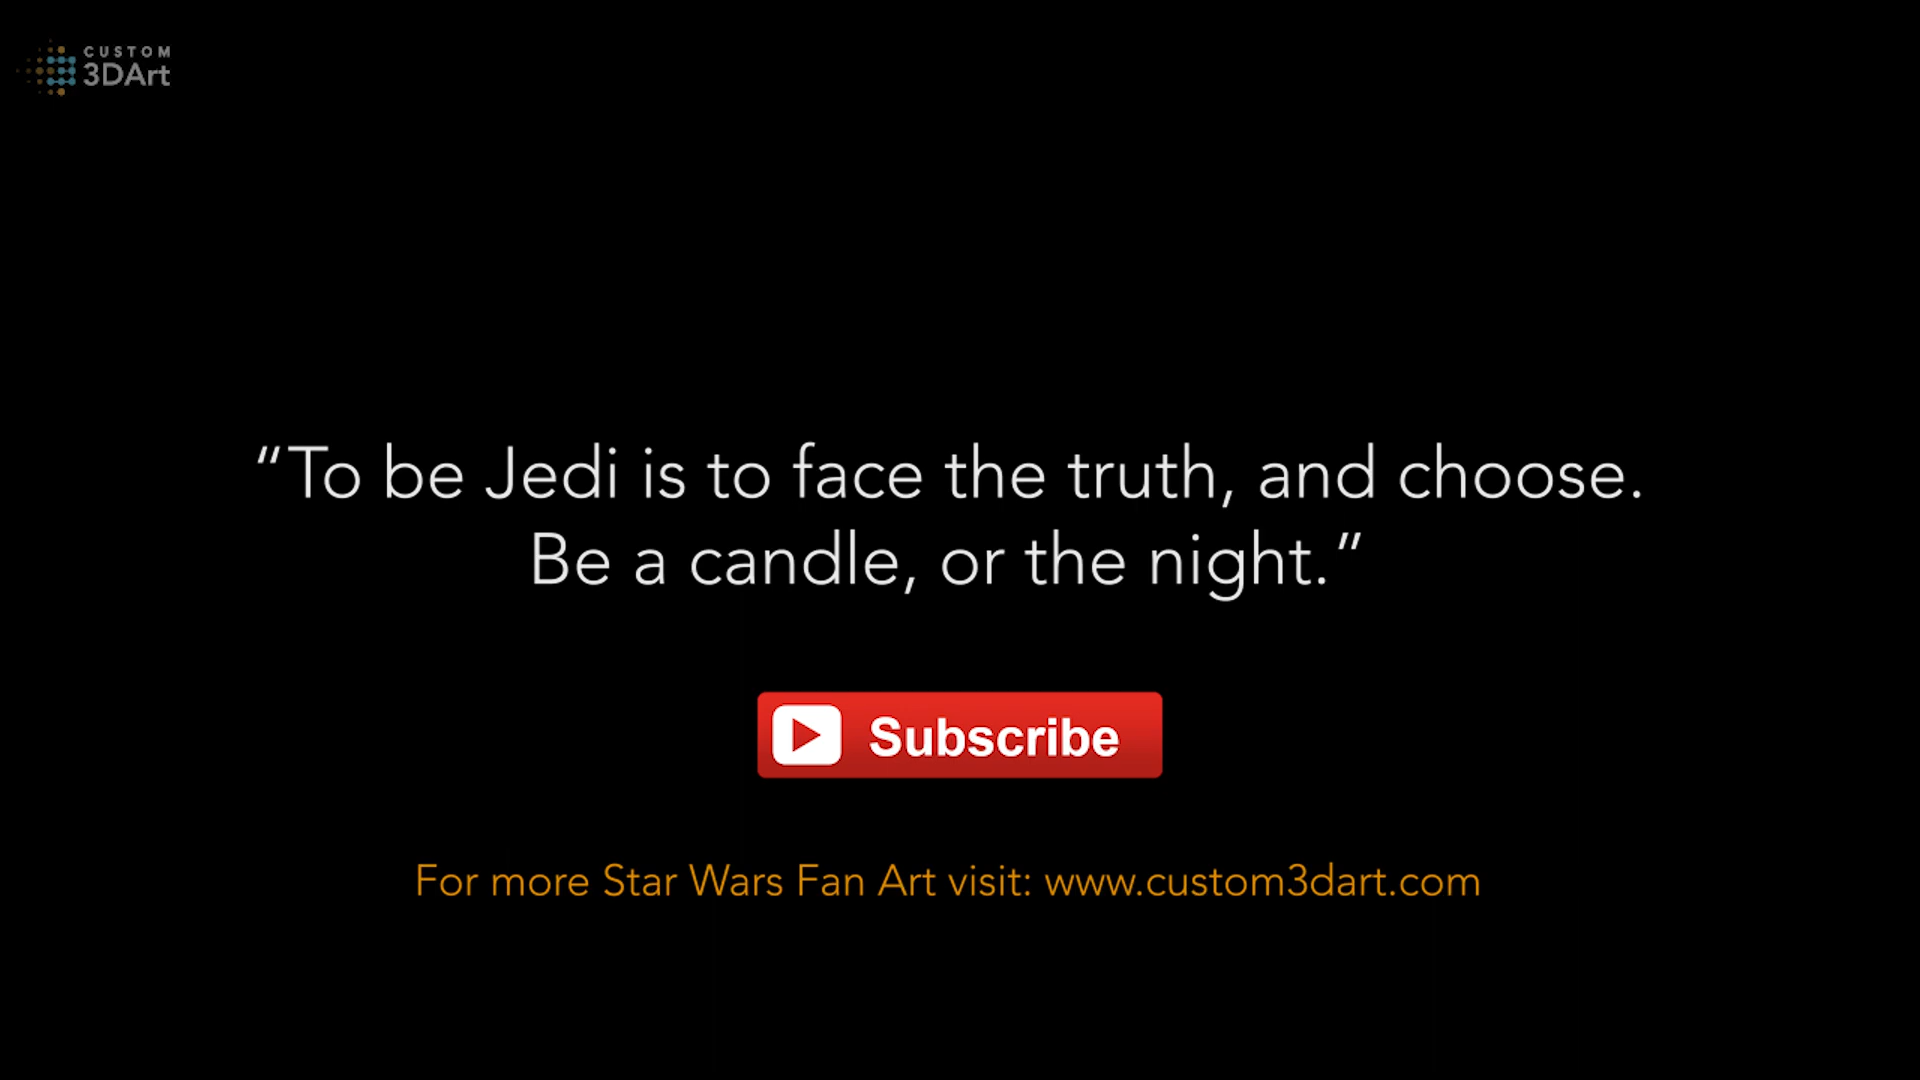 CUSTOM
3DArt
“To be Jedi is to face the truth, and choose.
Be a candle, or the night.”
Subscribe
For more Star Wars Fan Art visit: www.custom3dart.com